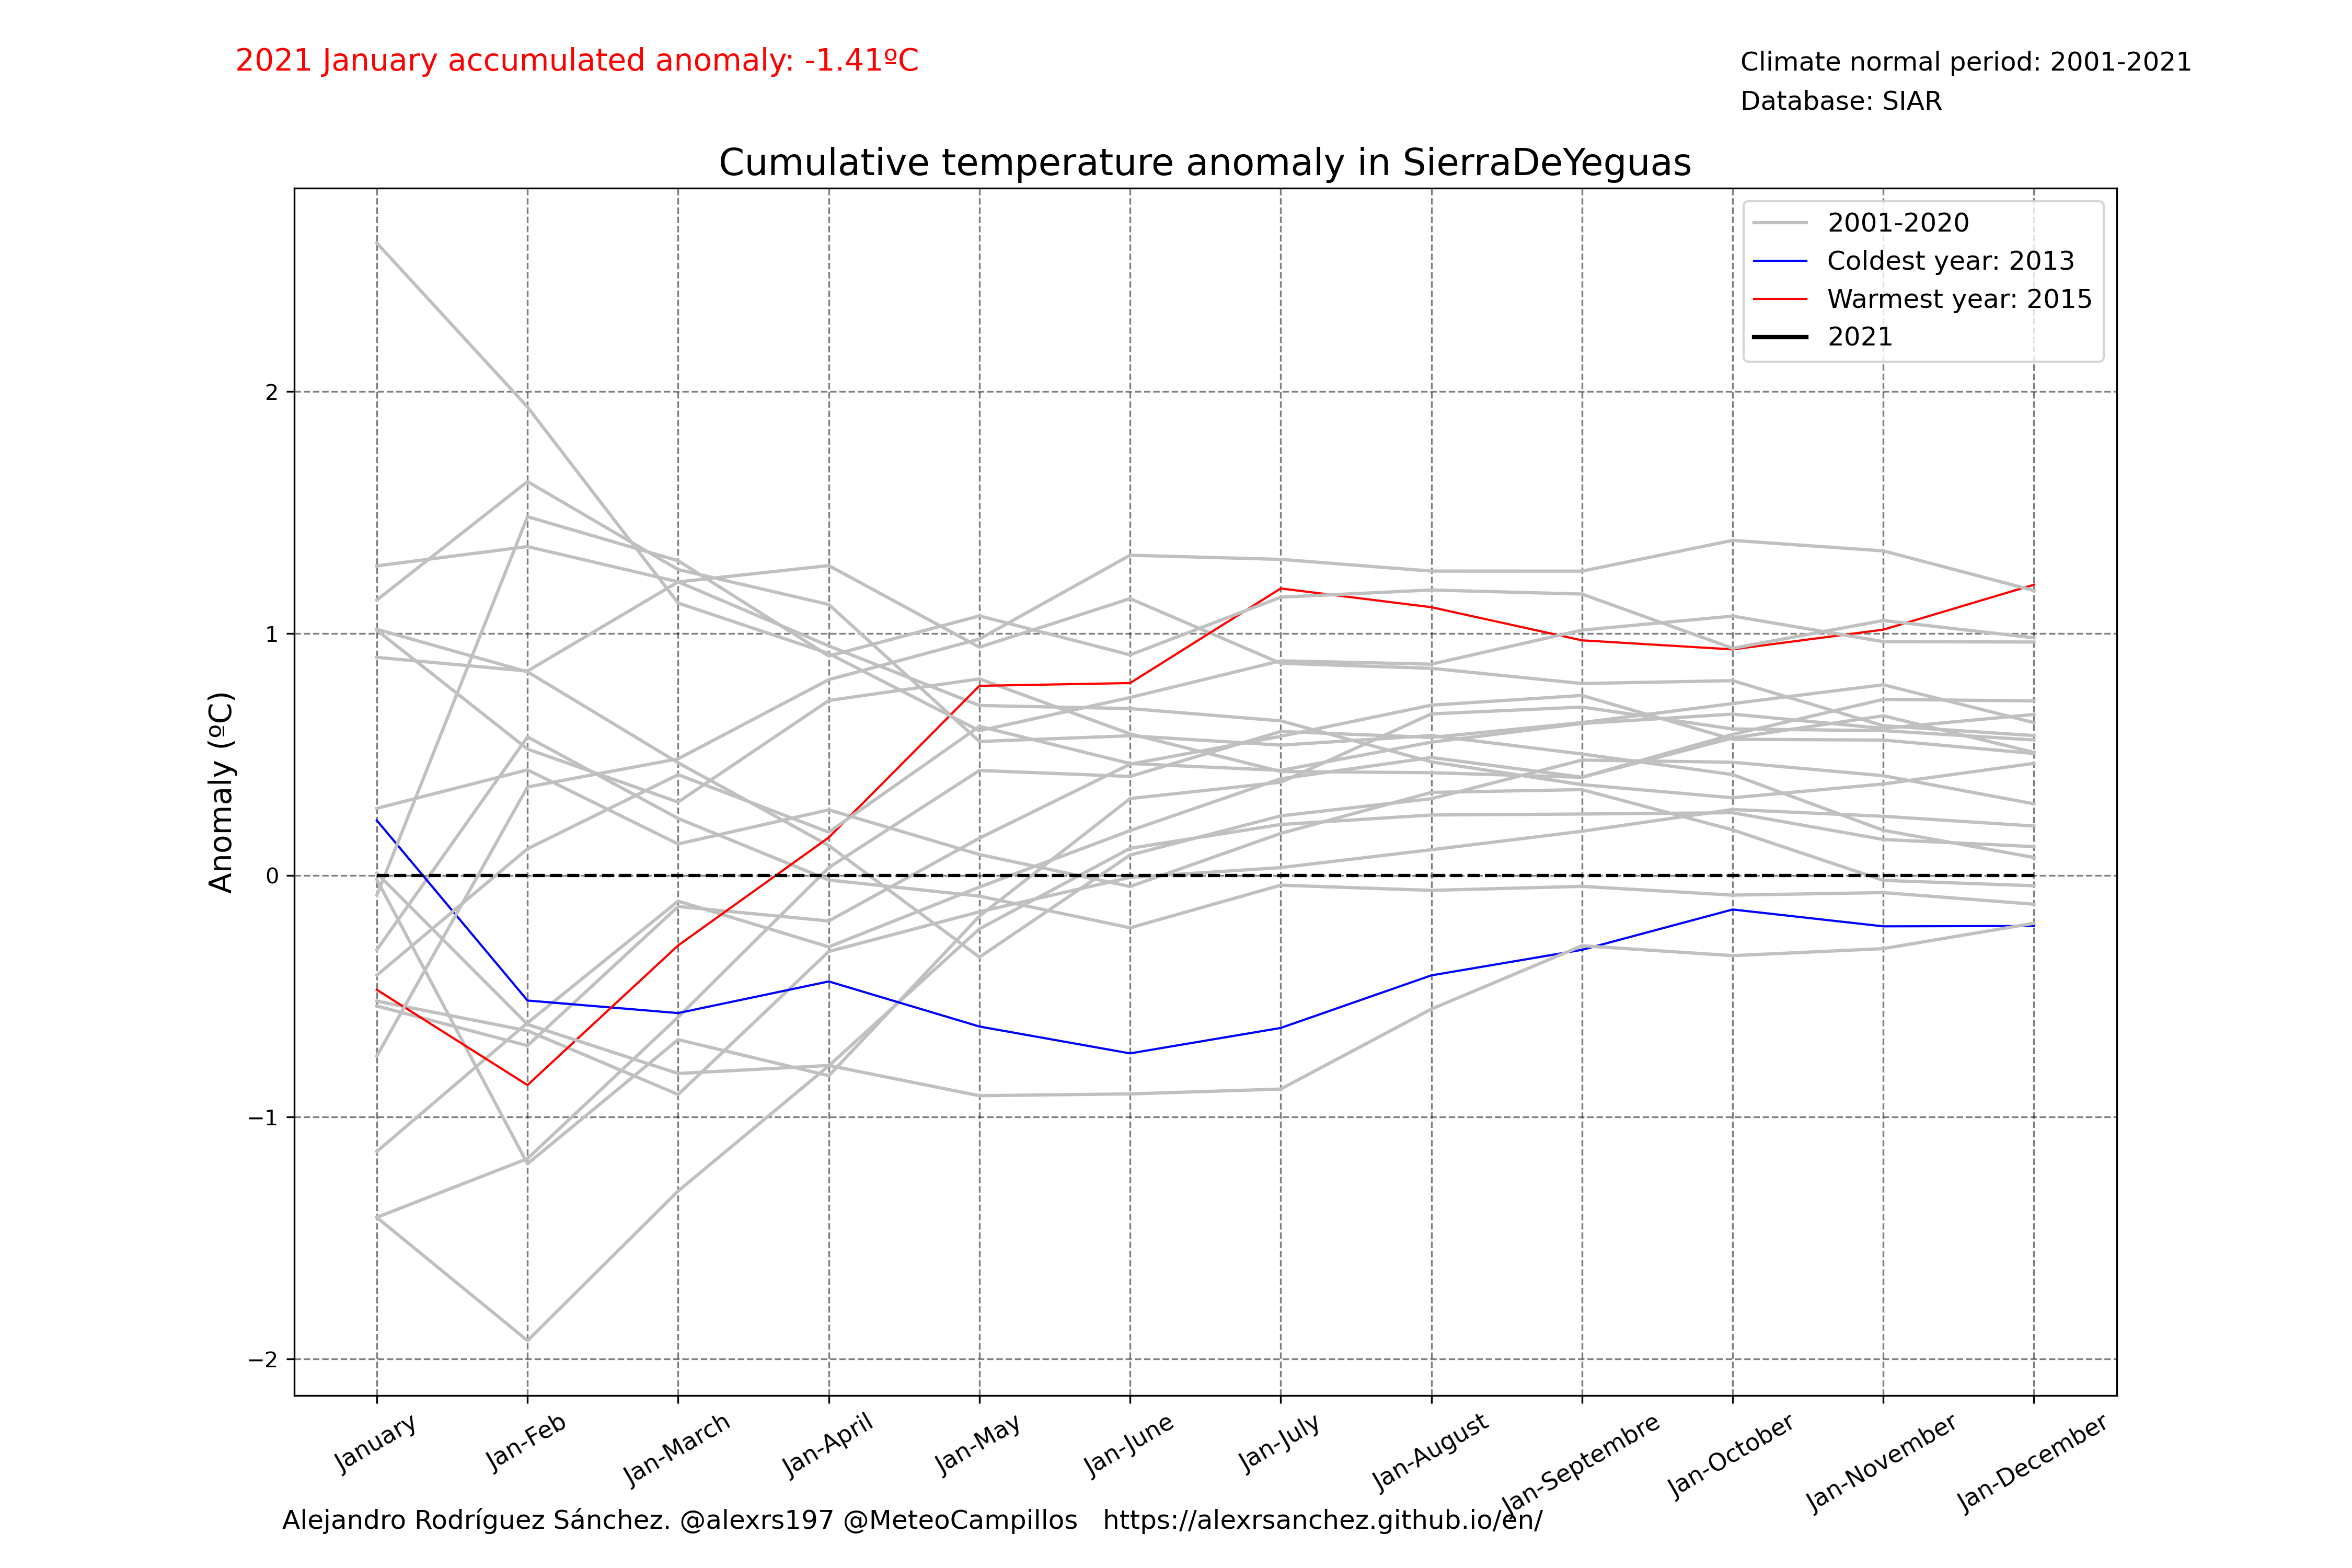 2021 January accumulated anomaly: -1.41ºC
Climate normal period: 2001-2021
Database: SIAR
Cumulative temperature anomaly in SierraDeYeguas
2001-2020
Coldest year: 2013
Warmest year: 2015
2021
Anomaly (ºC)
2
1
0
−1
−2
January
Jan-Feb
Jan-March
Jan-April
Jan-May
Jan-June
Jan-July
Jan-August
Jan-Septembre
Jan-October
Jan-November
Jan-December
Alejandro Rodríguez Sánchez. @alexrs197 @MeteoCampillos   https://alexrsanchez.github.io/en/